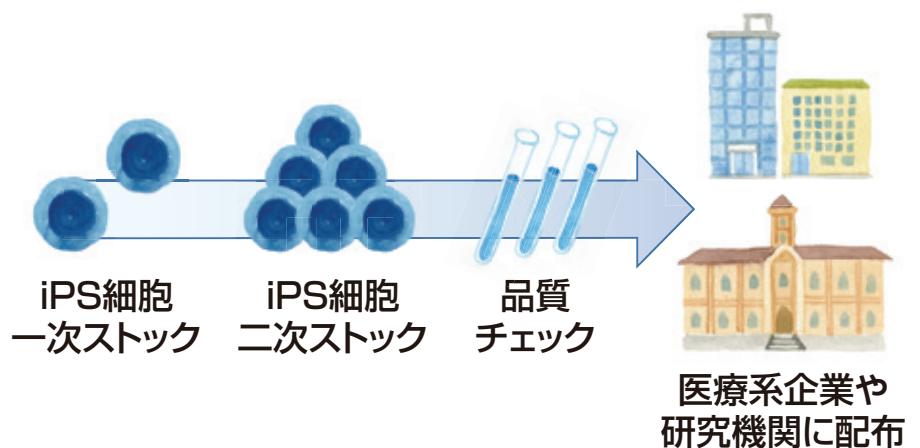 iPS細胞
一次ストック
iPS細胞
二次ストック
品質
チェック
医療系企業や
研究機関に配布